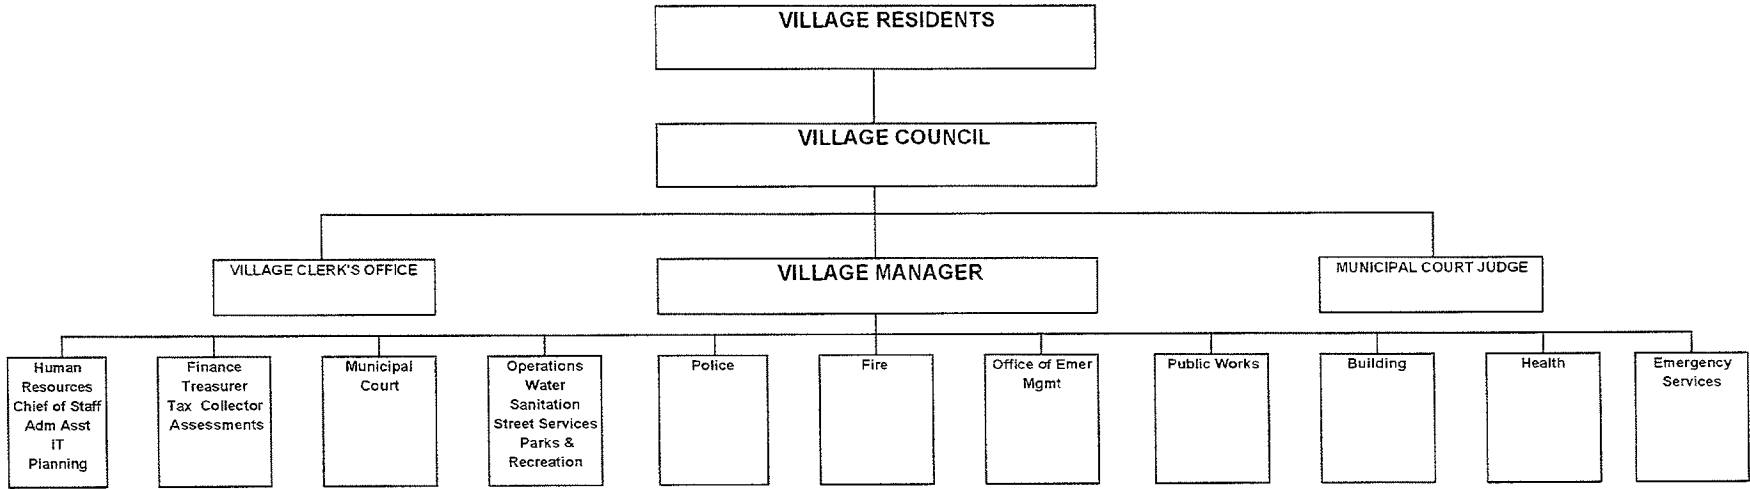 VILLAGE RESIDENTS
VILLAGE COUNCIL
VILLAGE CLERK'S OFFICE
VILLAGE MANAGER
MUNICIPAL COURT JUDGE
Human
Resources
Chief of Staff
Adm Asst
IT
Planning
Finance
Treasurer
Tax Collector
Assessments
Municipal
Court
Operations
Water
Sanitation
Street Services
Parks &
Recreation
Police
Fire
Office of Emer
Mgmt
Public Works
Building
Health
Emergency
Services